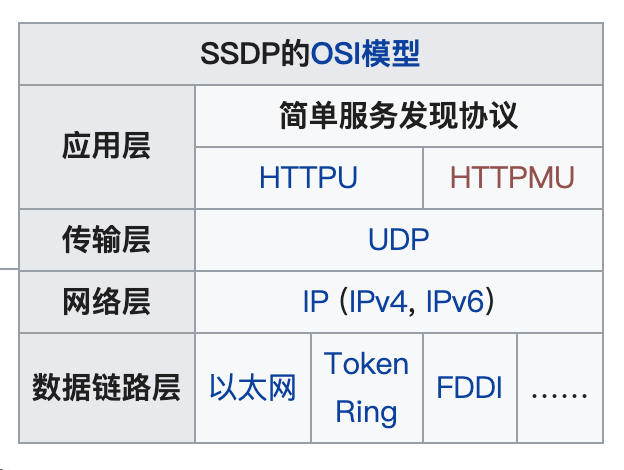 SSDP的OSI模型
应用层
简单服务发现协议
HTTPU
HTTPMU
传输层
UDP
网络层
IP (IPv4, IPv6)
数据链路层
以太网
Token
Ring
FDDI
……